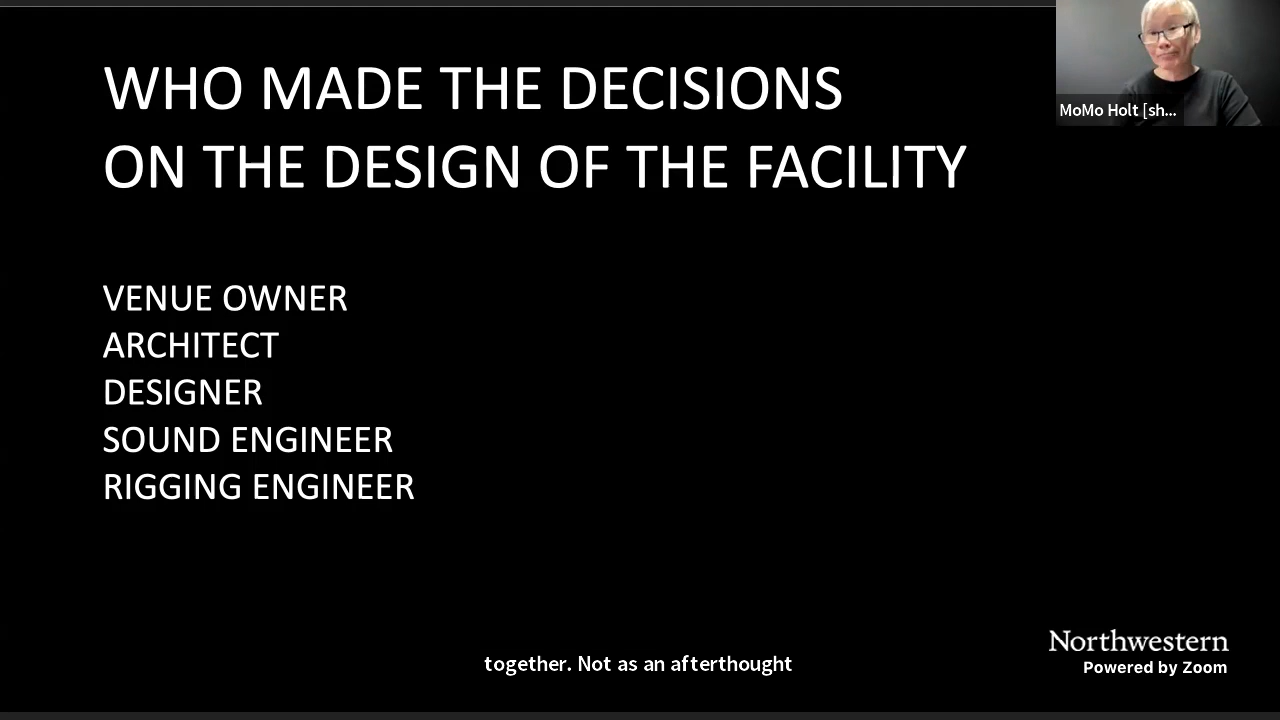 WHO MADE THE DECISIONS
ON THE DESIGN OF THE FACILITY
MoMo Holt [sh...
VENUE OWNER
ARCHITECT
DESIGNER
SOUND ENGINEER
RIGGING ENGINEER
together. Not as an afterthought
Northwestern
Powered by Zoom